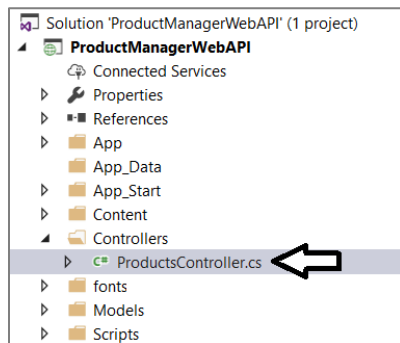 Solution 'ProductManagerWebAPI' (1 project)
ProductManagerWebAPI
Connected Services
Properties
References
App
App_Data
App_Start
Content
Controllers
C# ProductsController.cs
fonts
Models
Scripts